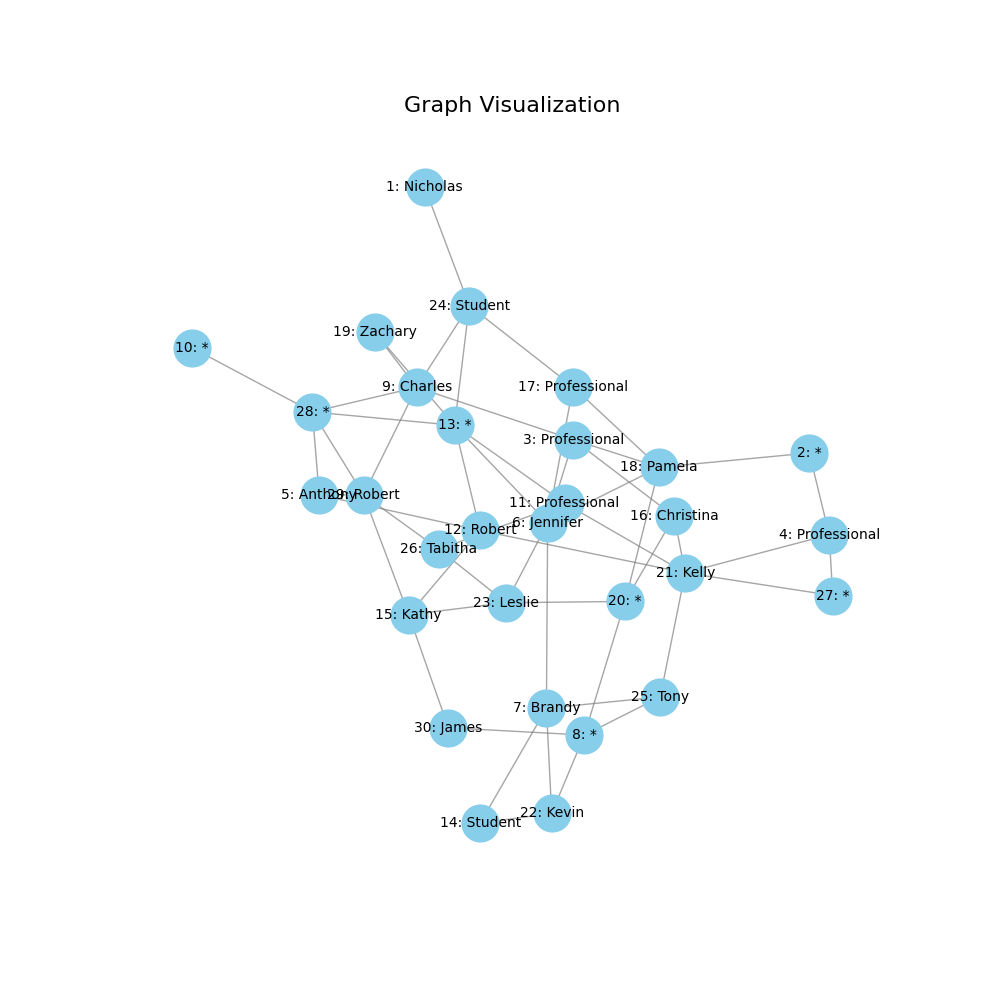 Graph Visualization
1: Nicholas
24: Student
19: Zachary
10: *
9: Charles
17: Professional
28: *
13: *
3: Professional
2: *
18: Pamela
5: Anthony
29: Robert
11: Professional
16: Christina
6: Jennifer
12: Robert
4: Professional
26: Tabitha
21: Kelly
27: *
20: *
23: Leslie
15: Kathy
25: Tony
7: Brandy
30: James
8: *
22: Kevin
14: Student